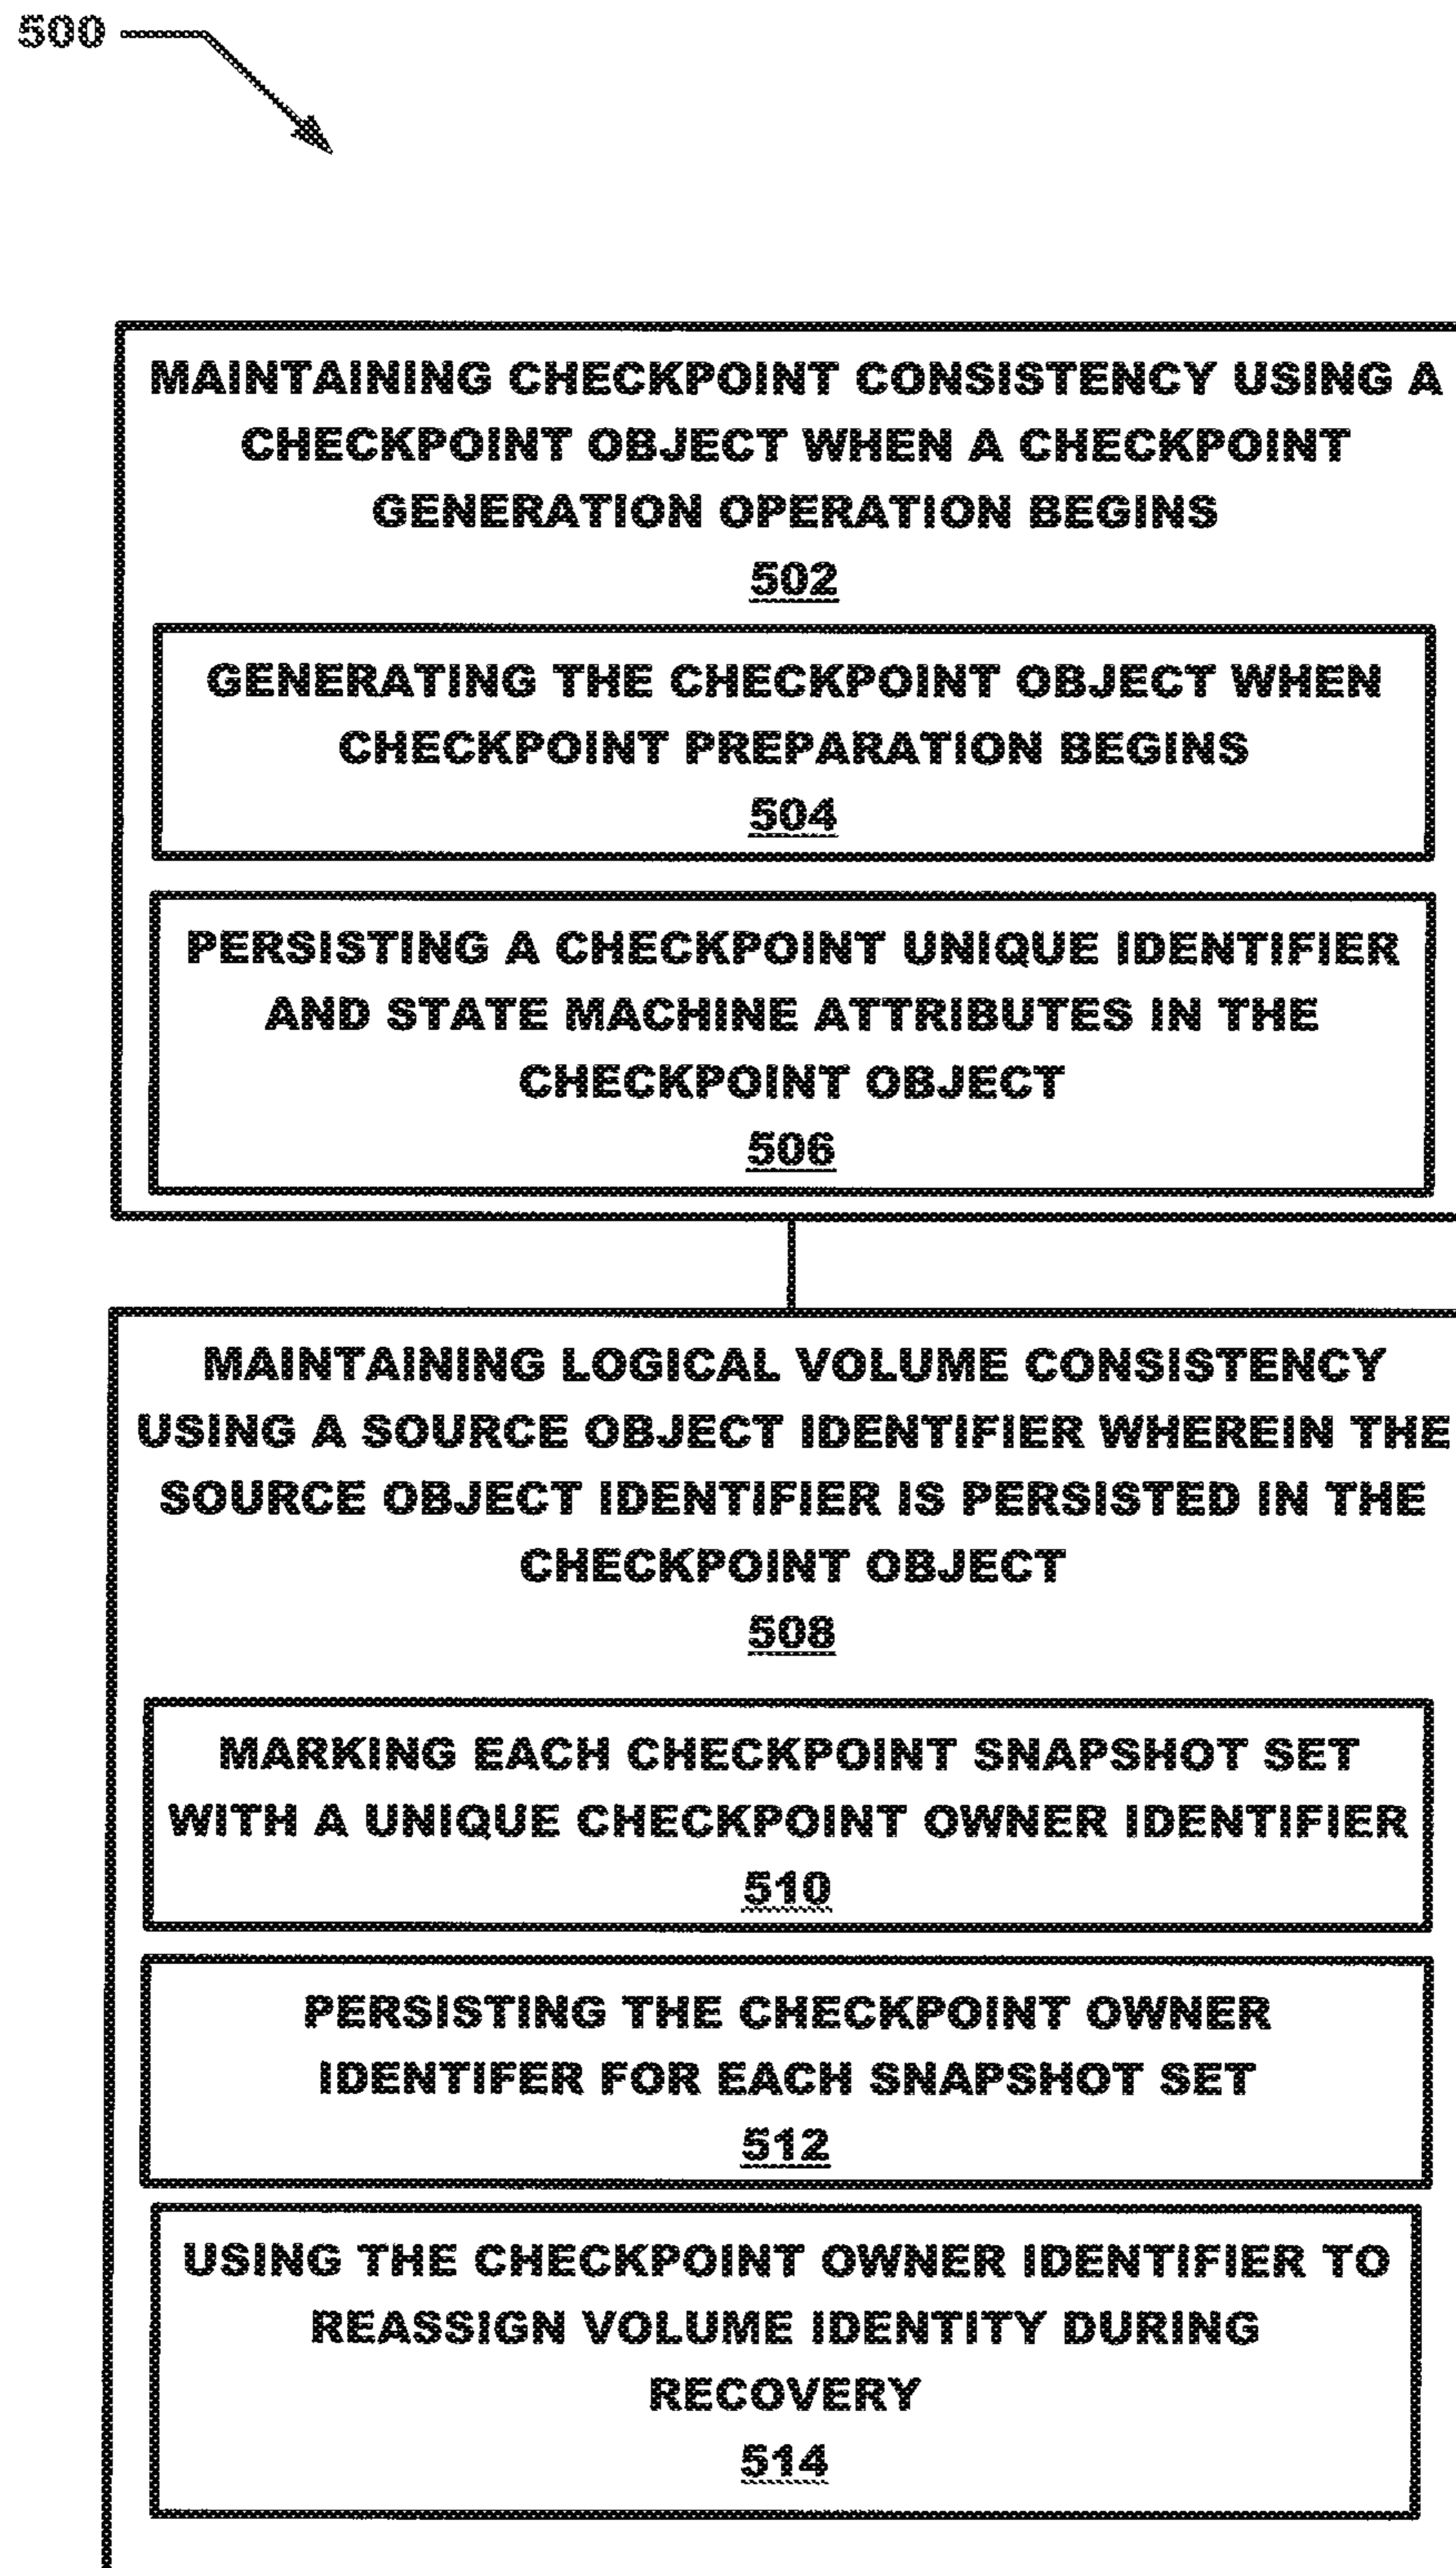 500
MAINTAINING CHECKPOINT CONSISTENCY USING A
CHECKPOINT OBJECT WHEN A CHECKPOINT
GENERATION OPERATION BEGINS
502
GENERATING THE CHECKPOINT OBJECT WHEN
CHECKPOINT PREPARATION BEGINS
504
PERSISTING A CHECKPOINT UNIQUE IDENTIFIER
AND STATE MACHINE ATTRIBUTES IN THE
CHECKPOINT OBJECT
506
MAINTAINING LOGICAL VOLUME CONSISTENCY
USING A SOURCE OBJECT IDENTIFIER WHEREIN THE
SOURCE OBJECT IDENTIFIER IS PERSISTED IN THE
CHECKPOINT OBJECT
508
MARKING EACH CHECKPOINT SNAPSHOT SET
WITH A UNIQUE CHECKPOINT OWNER IDENTIFIER
510
PERSISTING THE CHECKPOINT OWNER
IDENTIFER FOR EACH SNAPSHOT SET
512
USING THE CHECKPOINT OWNER IDENTIFIER TO
REASSIGN VOLUME IDENTITY DURING
RECOVERY
514